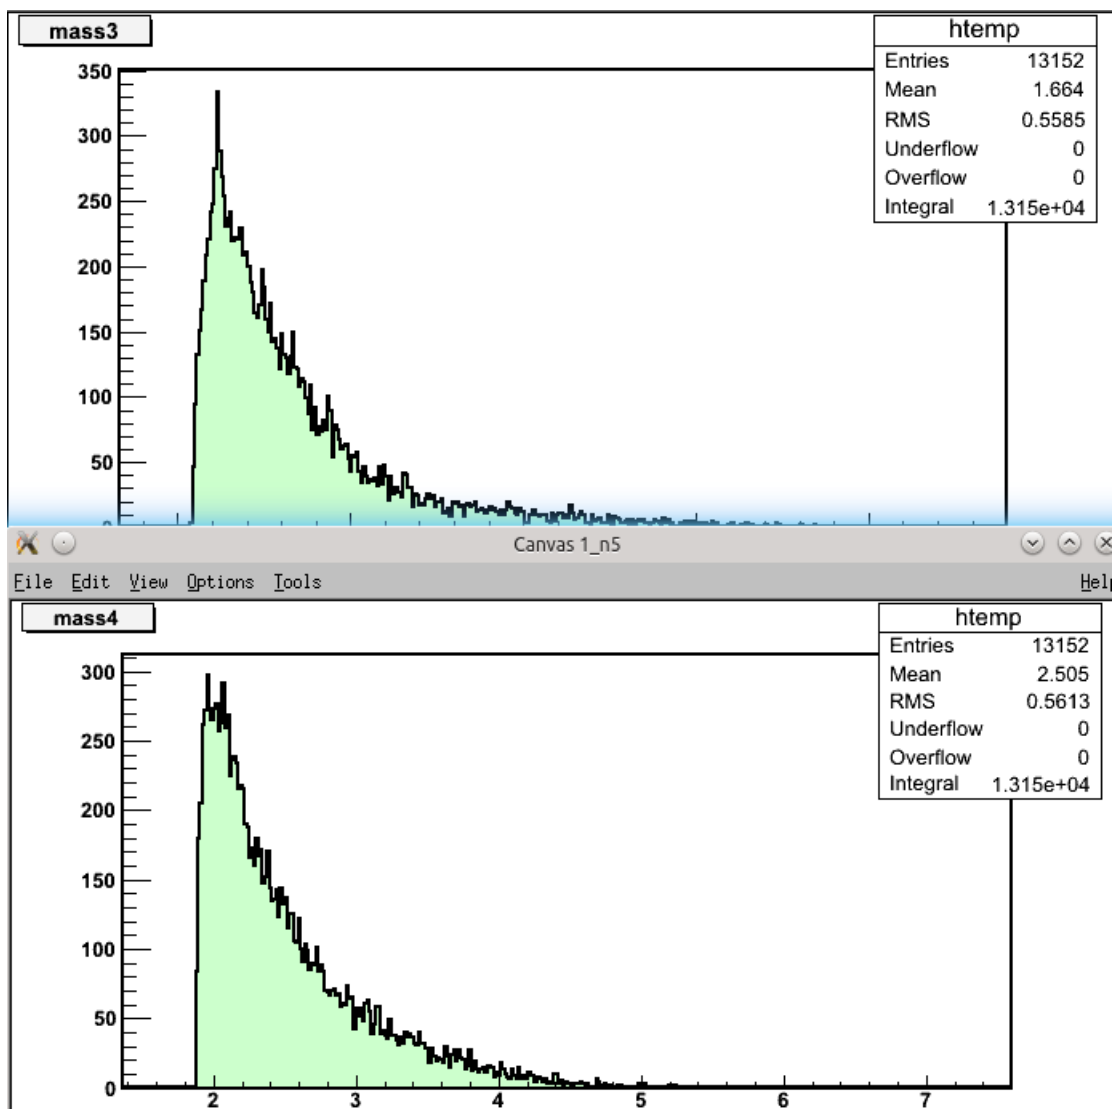 mass3
htemp
Entries 13152
Mean 1.664
RMS 0.5585
Underflow 0
Overflow 0
Integral 1.315e+04
350
300
250
200
150
100
50
0
Canvas 1_n5
File Edit View Options Tools Help
mass4
htemp
Entries 13152
Mean 2.505
RMS 0.5613
Underflow 0
Overflow 0
Integral 1.315e+04
300
250
200
150
100
50
0
2 3 4 5 6 7